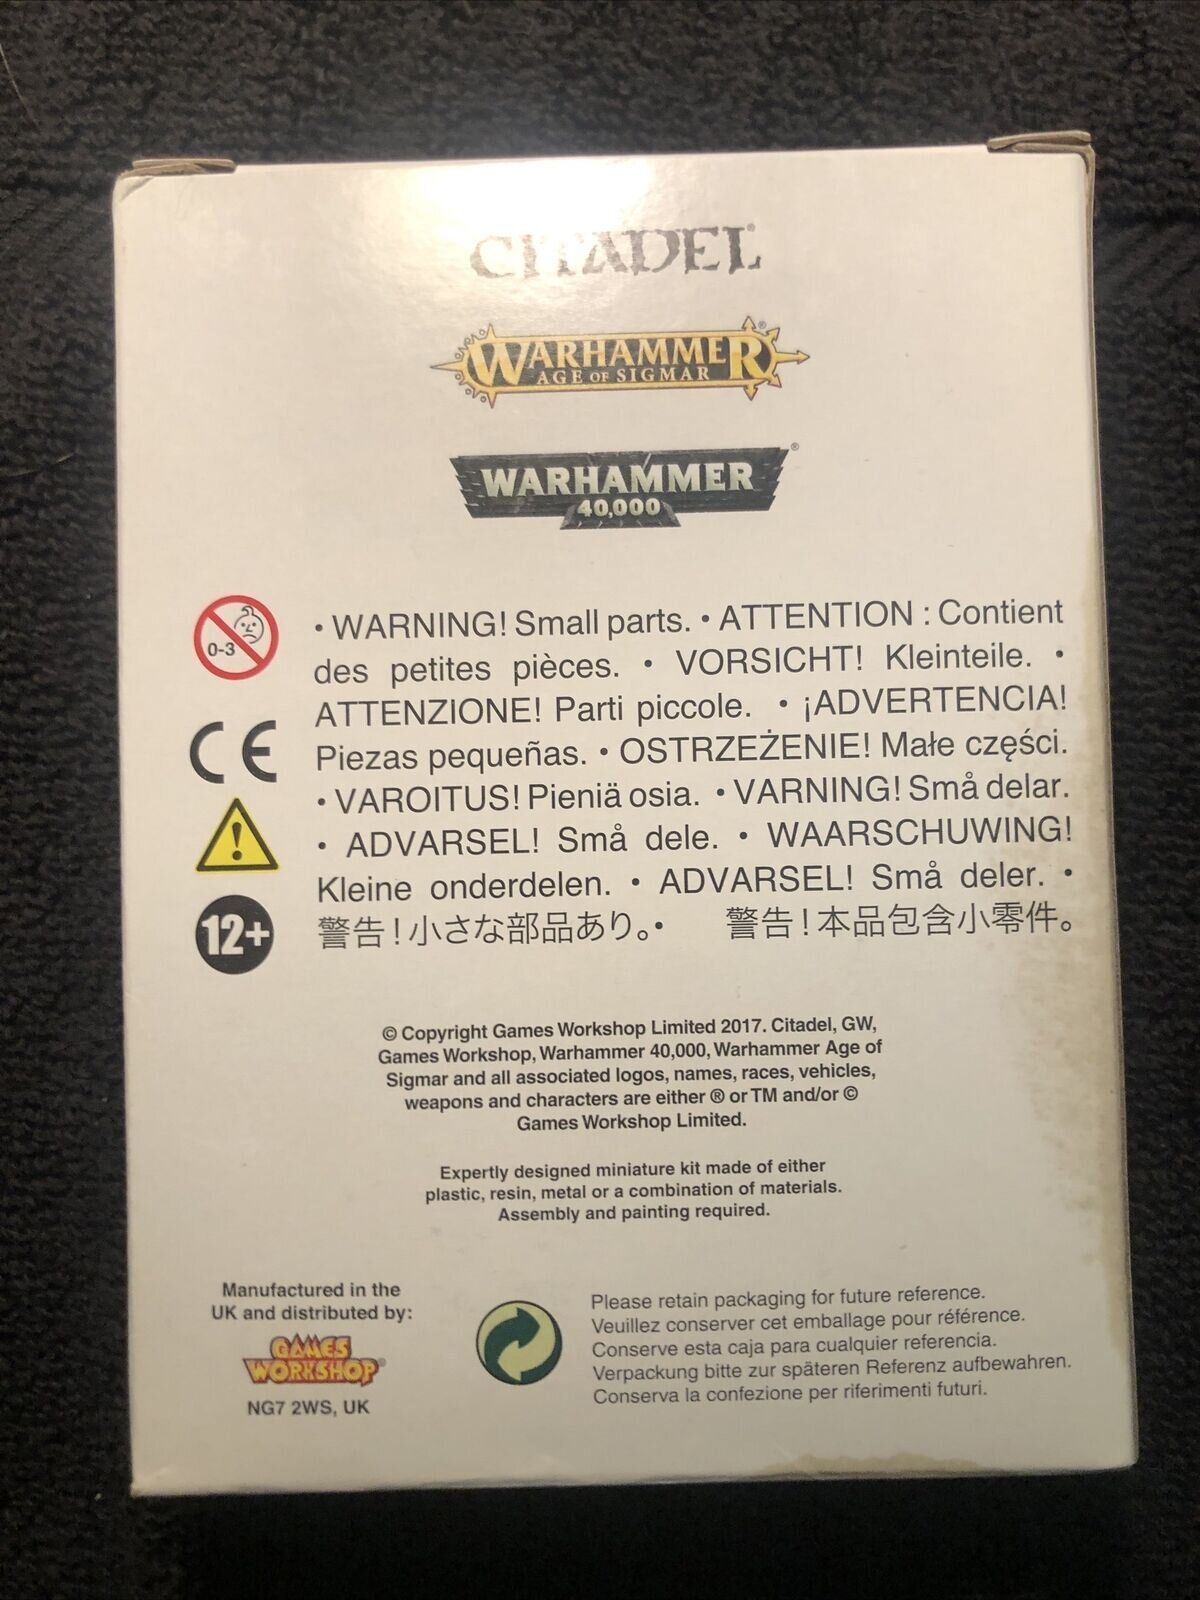 CITADEL
WARHAMMER®
AGE OF SIGMAR
WARHAMMER®
40,000
0-3
CE
12+
• WARNING! Small parts. • ATTENTION : Contient
des petites pièces. • VORSICHT! Kleinteile. •
ATTENZIONE! Parti piccole. • ¡ADVERTENCIA!
Piezas pequeñas. • OSTRZEŻENIE! Małe części.
• VAROITUS! Pieniä osia. • VARNING! Små delar.
• ADVARSEL! Små dele. • WAARSCHUWING!
Kleine onderdelen. • ADVARSEL! Små deler. •
警告!小さな部品あり。• 警告!本品包含小零件。
© Copyright Games Workshop Limited 2017. Citadel, GW,
Games Workshop, Warhammer 40,000, Warhammer Age of
Sigmar and all associated logos, names, races, vehicles,
weapons and characters are either ® or TM and/or ©
Games Workshop Limited.
Expertly designed miniature kit made of either
plastic, resin, metal or a combination of materials.
Assembly and painting required.
Manufactured in the
UK and distributed by:
GAMES
WORKSHOP®
NG7 2WS, UK
Please retain packaging for future reference.
Veuillez conserver cet emballage pour référence.
Conserve esta caja para cualquier referencia.
Verpackung bitte zur späteren Referenz aufbewahren.
Conserva la confezione per riferimenti futuri.